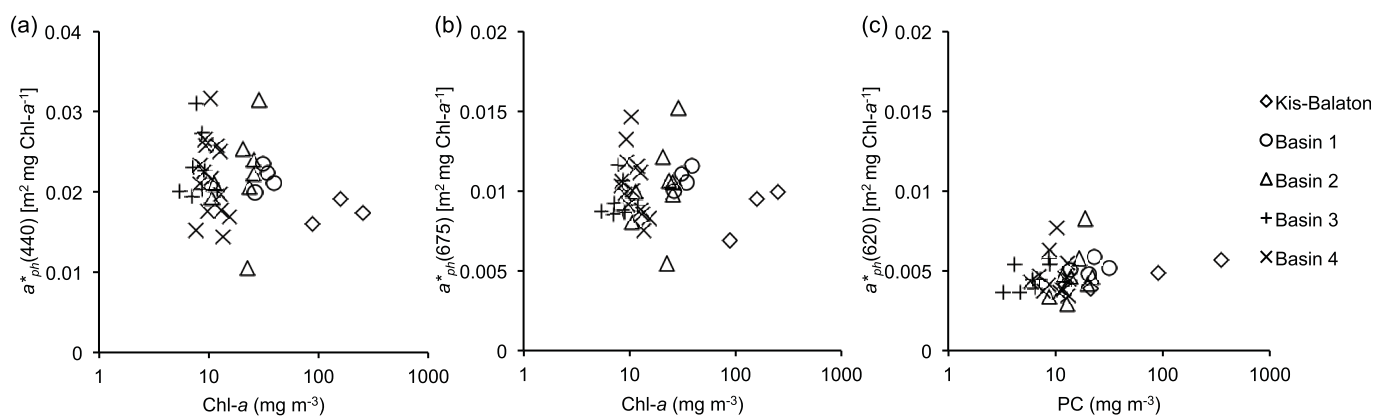 (a)
0.04
0.03
0.02
0.01
0
a*ph(440) [m² mg Chl-a⁻¹]
1
10
100
1000
Chl-a (mg m⁻³)
(b)
0.02
0.015
0.01
0.005
0
a*ph(675) [m² mg Chl-a⁻¹]
1
10
100
1000
Chl-a (mg m⁻³)
(c)
0.02
0.015
0.01
0.005
0
a*ph(620) [m² mg Chl-a⁻¹]
1
10
100
1000
PC (mg m⁻³)
Kis-Balaton
Basin 1
Basin 2
Basin 3
Basin 4